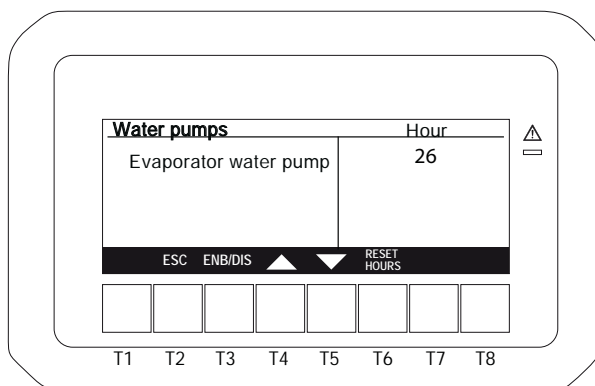 Water pumps Hour
Evaporator water pump 26
ESC ENB/DIS RESET HOURS
T1 T2 T3 T4 T5 T6 T7 T8